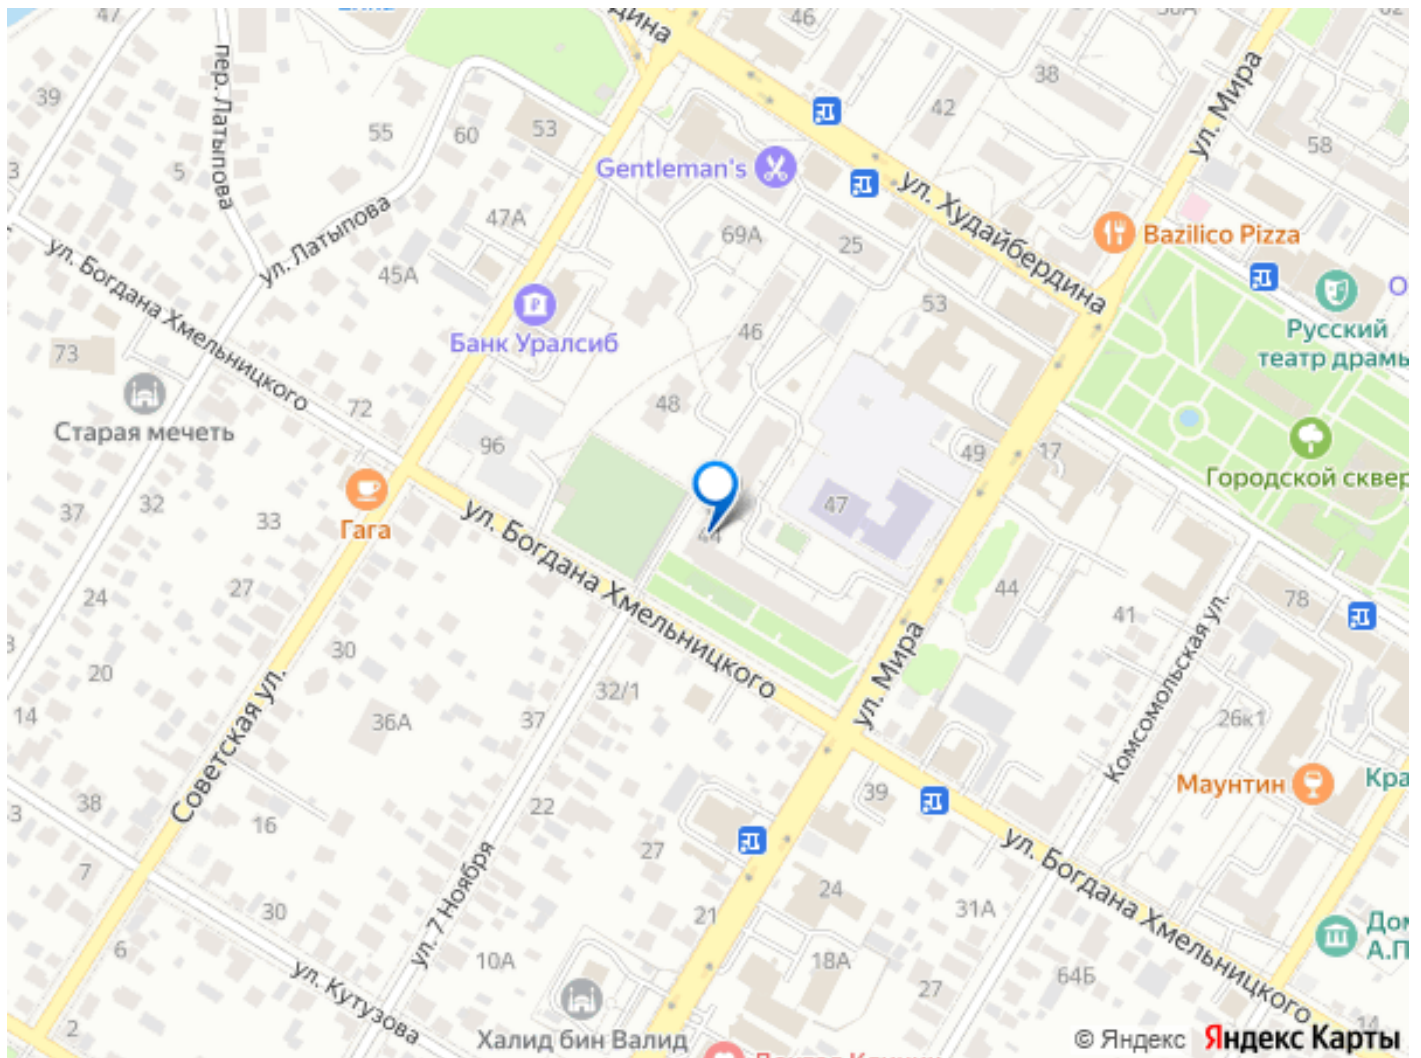 47
46
38
42
ул. Мира
58
39
пер. Латыпова
55
60
53
5
Gentleman's
ул. Худайбердина
ул. Латыпова
47А
69А
25
Bazilico Pizza
ул. Богдана Хмельницкого
45А
53
Русский
театр драмы
Банк Уралсиб
46
73
72
48
Старая мечеть
96
49
17
Городской сквер
32
37
33
Гага
ул. Богдана Хмельницкого
44
47
24
27
44
41
78
30
20
14
32/1
37
ул. Мира
Комсомольская ул.
26к1
36А
Советская ул.
Маунтин
38
22
39
16
27
ул. Богдана Хмельницкого
7
ул. 7 Ноября
24
21
31А
30
6
10А
18А
64Б
27
ул. Кутузова
2
14
Халид бин Валид
© Яндекс Яндекс Карты